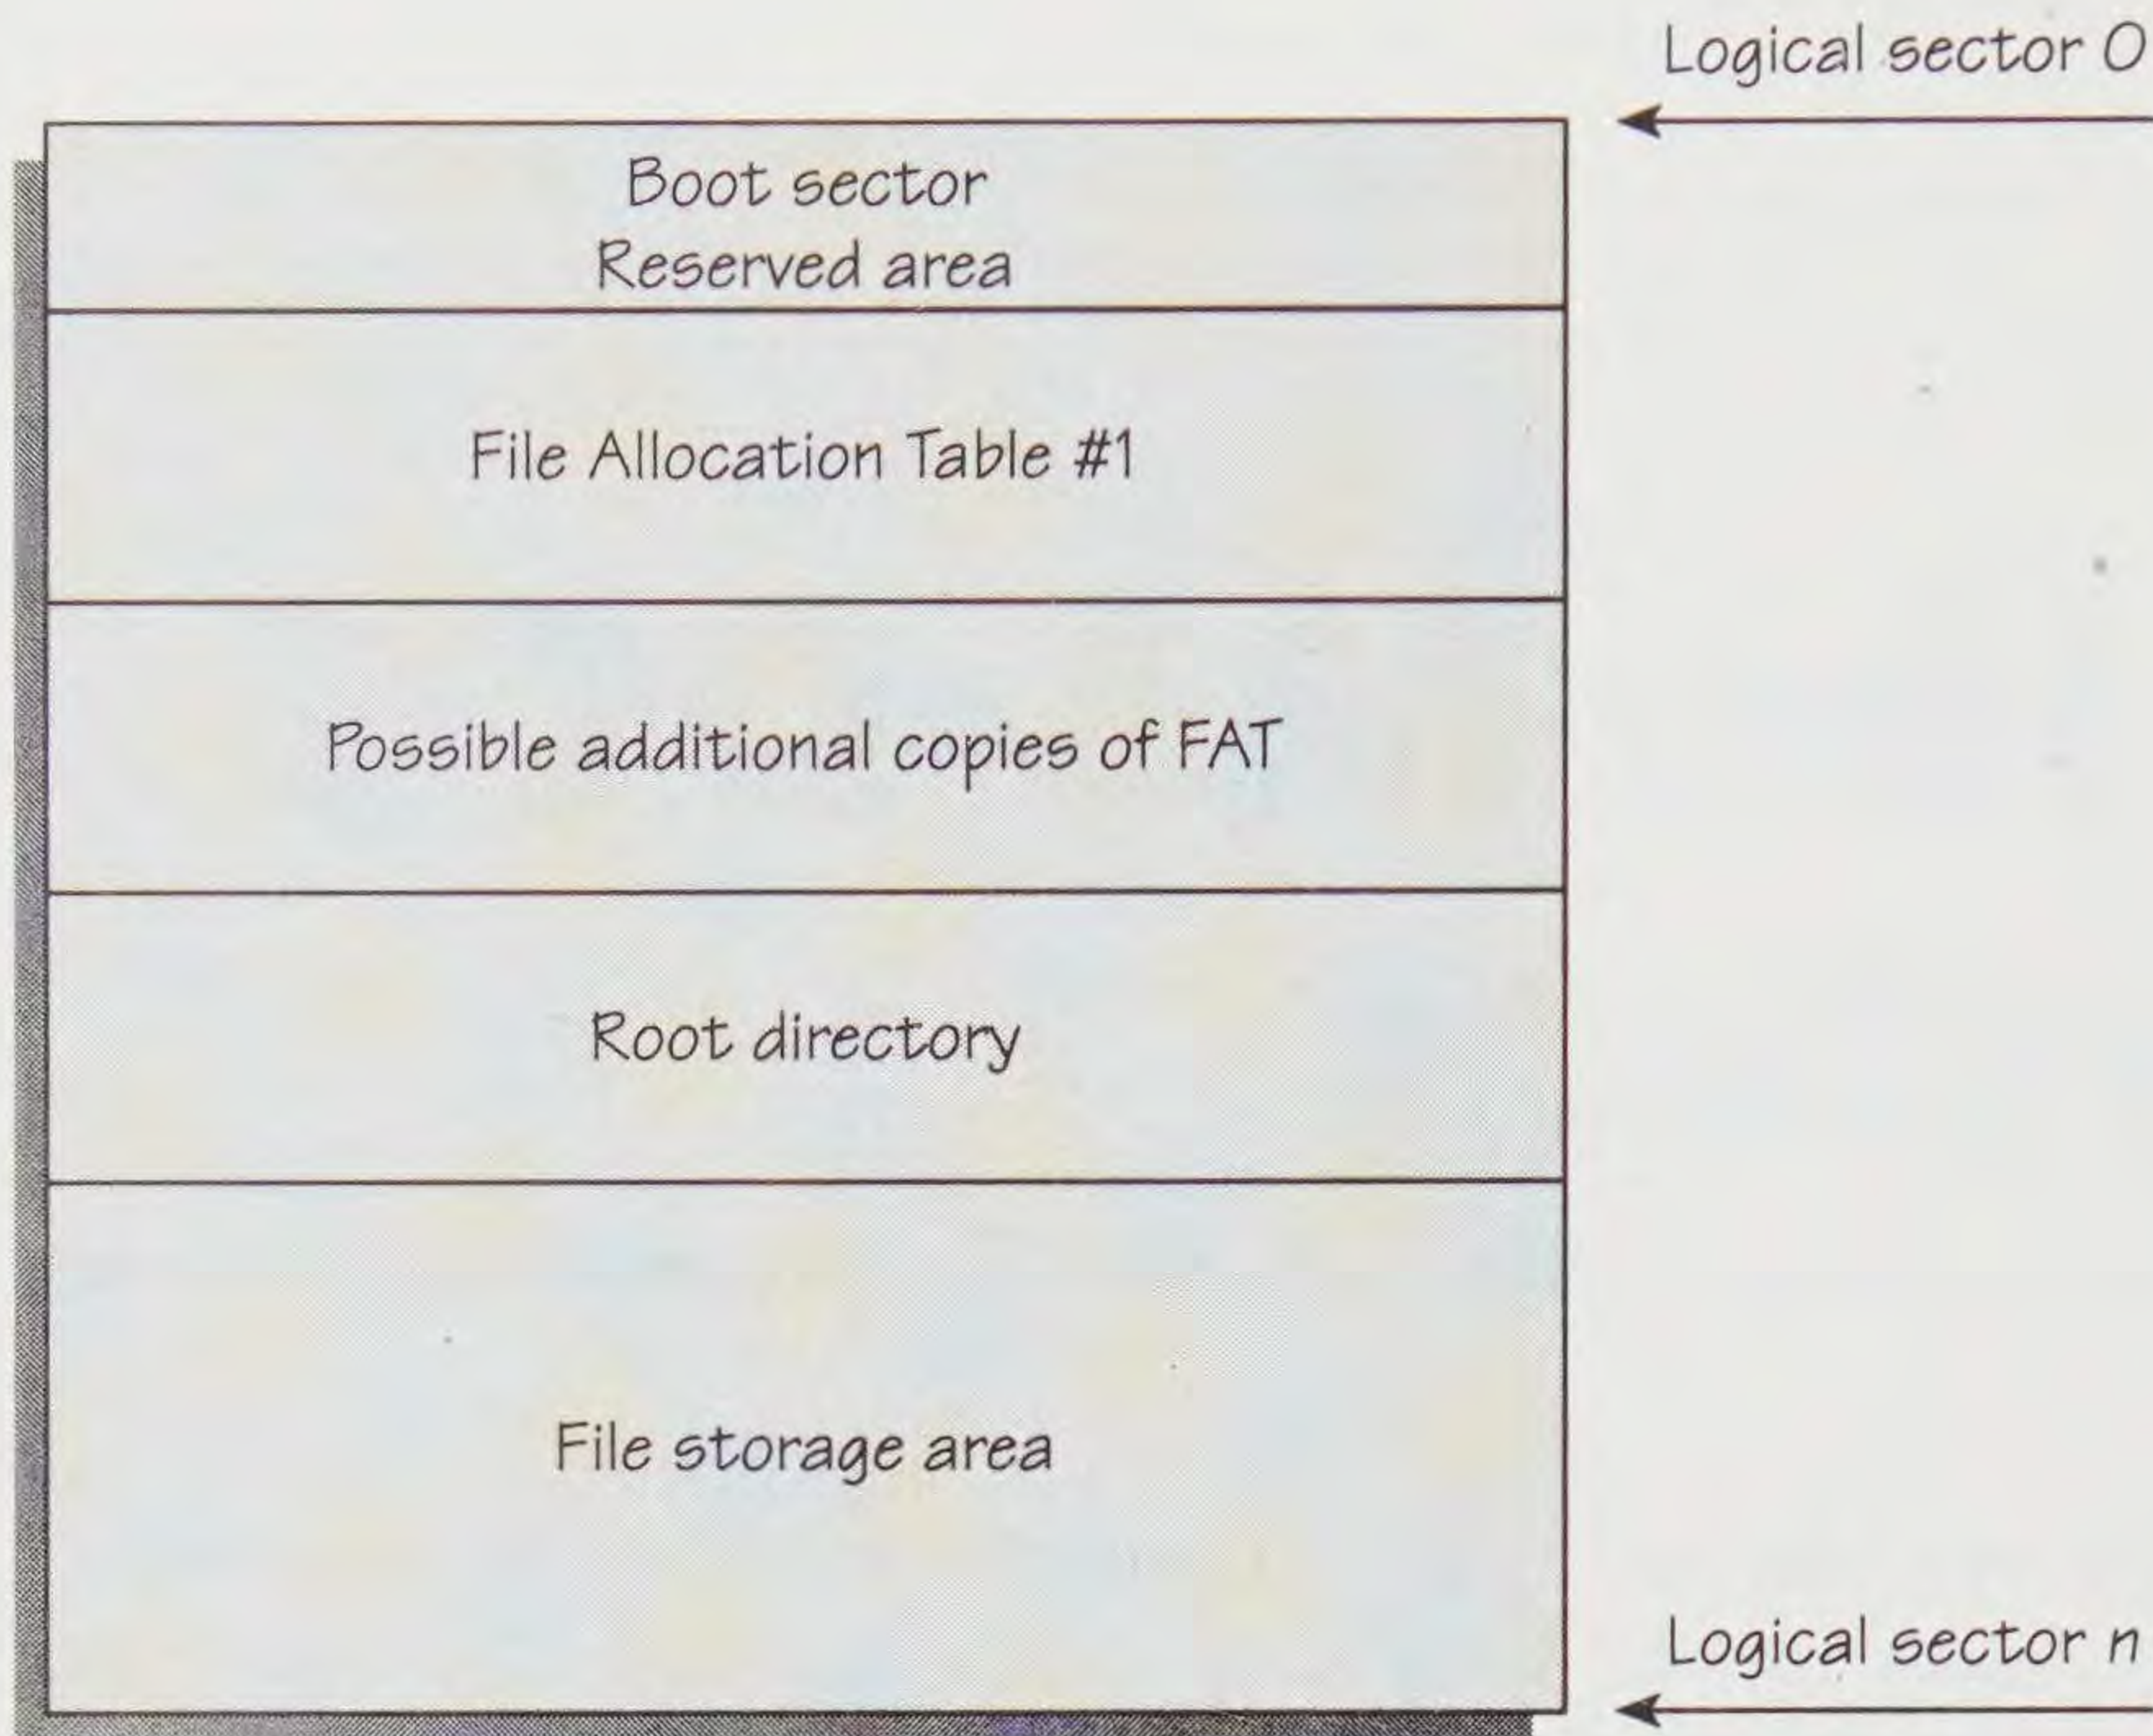 Logical sector 0
Boot sector
Reserved area
File Allocation Table #1
Possible additional copies of FAT
Root directory
File storage area
Logical sector n